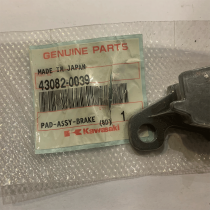 GENUINE PARTS
MADE IN JAPAN
43082-0039
PAD-ASSY-BRAKE
1
Kawasaki